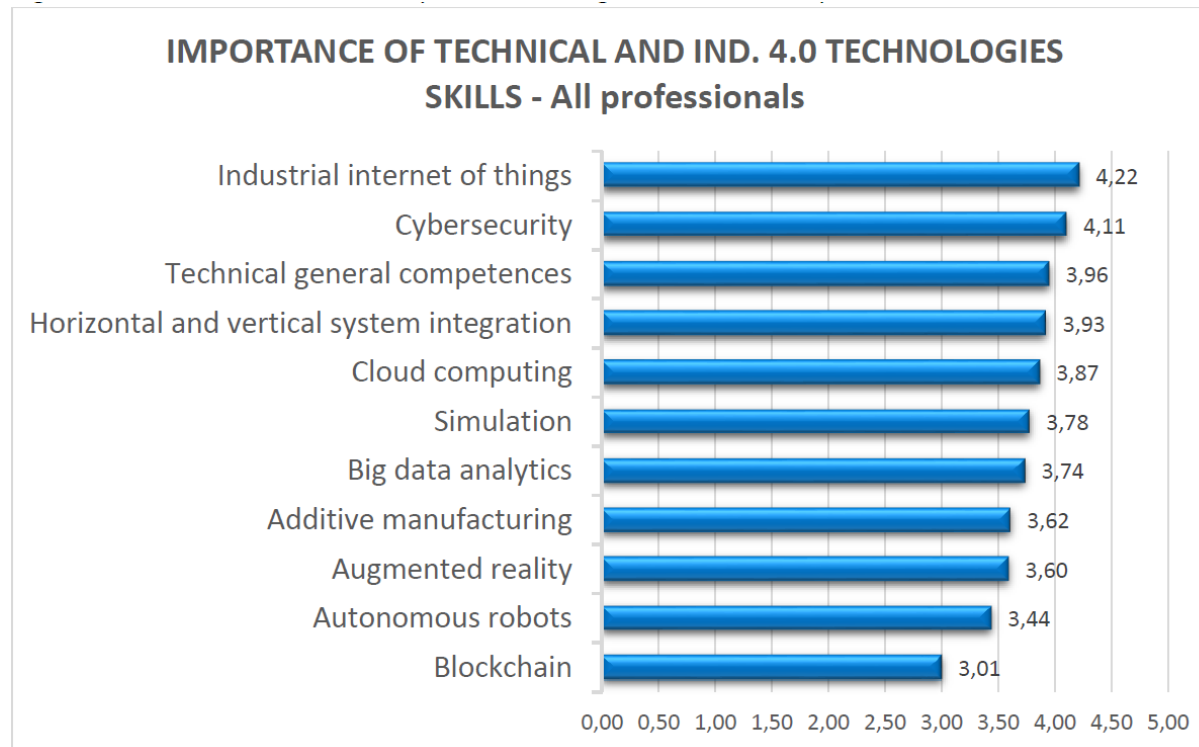 IMPORTANCE OF TECHNICAL AND IND. 4.0 TECHNOLOGIES
SKILLS - All professionals
Industrial internet of things 4,22
Cybersecurity 4,11
Technical general competences 3,96
Horizontal and vertical system integration 3,93
Cloud computing 3,87
Simulation 3,78
Big data analytics 3,74
Additive manufacturing 3,62
Augmented reality 3,60
Autonomous robots 3,44
Blockchain 3,01
0,00 0,50 1,00 1,50 2,00 2,50 3,00 3,50 4,00 4,50 5,00